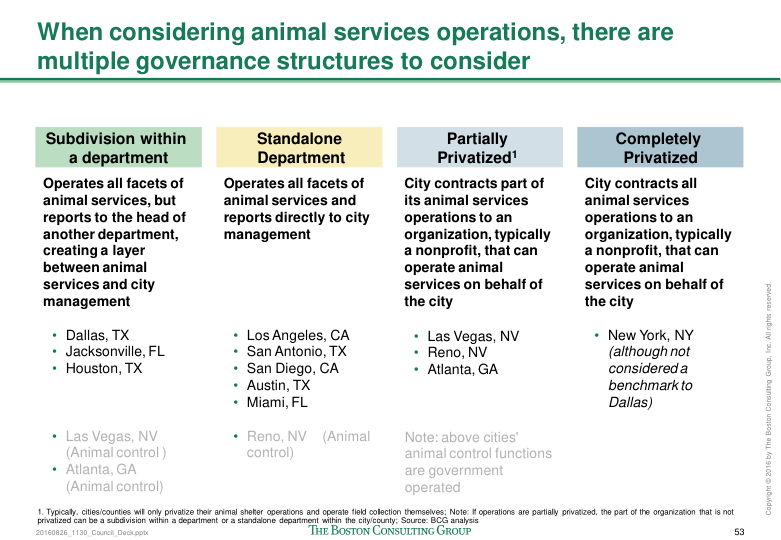 When considering animal services operations, there are
multiple governance structures to consider
Subdivision within
a department
Operates all facets of
animal services, but
reports to the head of
another department,
creating a layer
between animal
services and city
management
• Dallas, TX
• Jacksonville, FL
• Houston, TX
• Las Vegas, NV
(Animal control )
• Atlanta, GA
(Animal control)
Standalone
Department
Operates all facets of
animal services and
reports directly to city
management
• Los Angeles, CA
• San Antonio, TX
• San Diego, CA
• Austin, TX
• Miami, FL
• Reno, NV (Animal
control)
Partially
Privatized¹
City contracts part of
its animal services
operations to an
organization, typically
a nonprofit, that can
operate animal
services on behalf of
the city
• Las Vegas, NV
• Reno, NV
• Atlanta, GA
Note: above cities'
animal control functions
are government
operated
Completely
Privatized
City contracts all
animal services
operations to an
organization, typically
a nonprofit, that can
operate animal
services on behalf of
the city
• New York, NY
(although not
considered a
benchmark to
Dallas)
1. Typically, cities/counties will only privatize their animal shelter operations and operate field collection themselves; Note: If operations are partially privatized, the part of the organization that is not
privatized can be a subdivision within a department or a standalone department within the city/county; Source: BCG analysis
20160826_1130_Council_Deck.pptx
THE BOSTON CONSULTING GROUP
53
Copyright © 2016 by The Boston Consulting Group, Inc. All rights reserved.